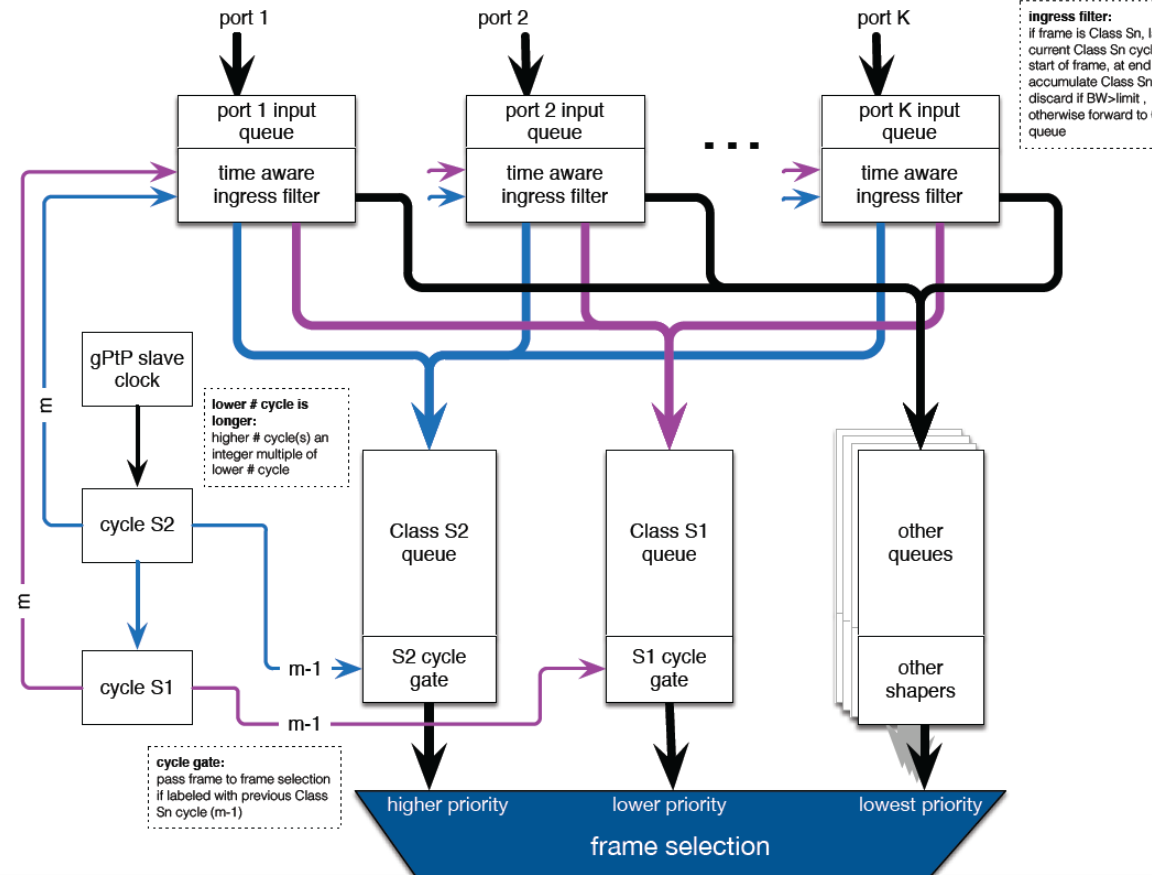 port 1
port 2
port K
ingress filter:
if frame is Class Sn,
current Class Sn
start of frame, at end
accumulate Class Sn
discard if BW>limit ,
otherwise forward to
queue
port 1 input
queue
time aware
ingress filter
port 2 input
queue
time aware
ingress filter
...
port K input
queue
time aware
ingress filter
gPtP slave
clock
m
lower # cycle is
longer:
higher # cycle(s) an
integer multiple of
lower # cycle
cycle S2
m
cycle S1
m-1
m-1
Class S2
queue
S2 cycle
gate
Class S1
queue
S1 cycle
gate
other
queues
other
shapers
cycle gate:
pass frame to frame selection
if labeled with previous Class
Sn cycle (m-1)
higher priority
lower priority
lowest priority
frame selection